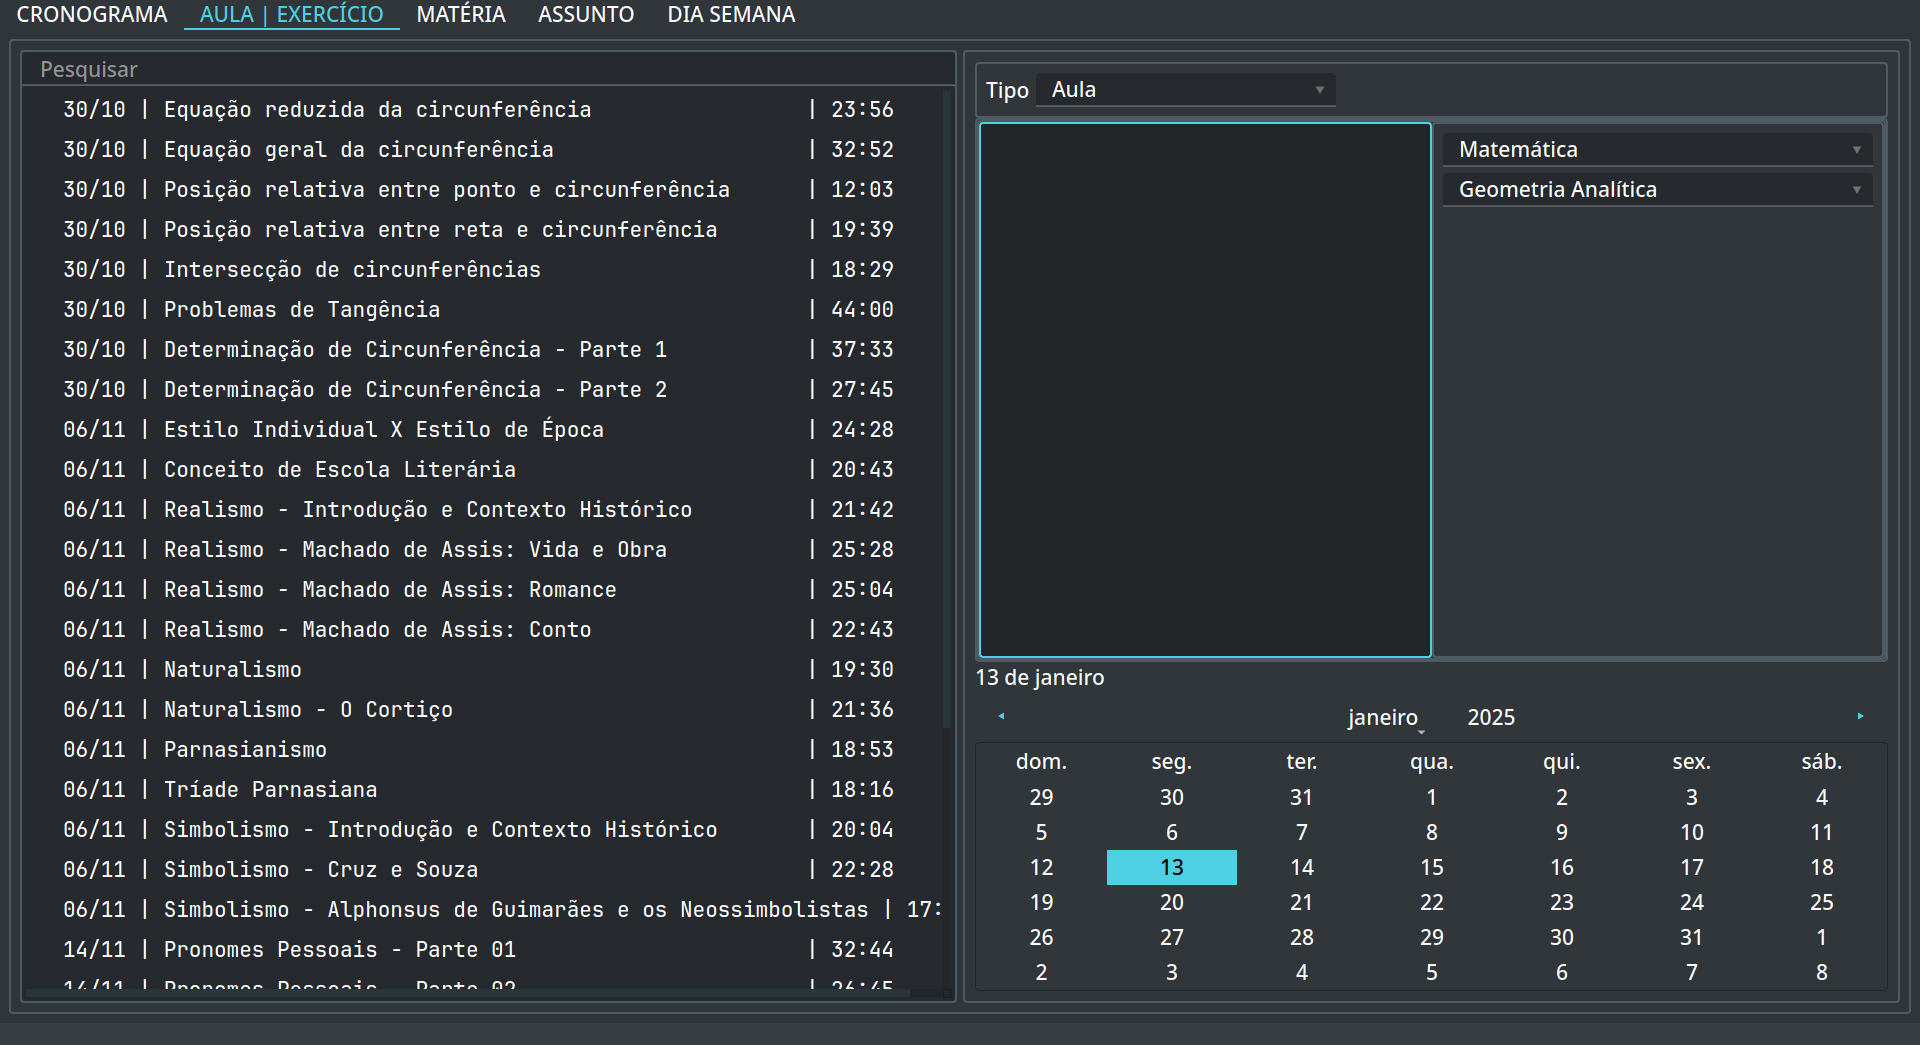 CRONOGRAMA AULA | EXERCÍCIO MATÉRIA ASSUNTO DIA SEMANA
Pesquisar
30/10 | Equação reduzida da circunferência | 23:56
30/10 | Equação geral da circunferência | 32:52
30/10 | Posição relativa entre ponto e circunferência | 12:03
30/10 | Posição relativa entre reta e circunferência | 19:39
30/10 | Intersecção de circunferências | 18:29
30/10 | Problemas de Tangência | 44:00
30/10 | Determinação de Circunferência - Parte 1 | 37:33
30/10 | Determinação de Circunferência - Parte 2 | 27:45
06/11 | Estilo Individual X Estilo de Época | 24:28
06/11 | Conceito de Escola Literária | 20:43
06/11 | Realismo - Introdução e Contexto Histórico | 21:42
06/11 | Realismo - Machado de Assis: Vida e Obra | 25:28
06/11 | Realismo - Machado de Assis: Romance | 25:04
06/11 | Realismo - Machado de Assis: Conto | 22:43
06/11 | Naturalismo | 19:30
06/11 | Naturalismo - O Cortiço | 21:36
06/11 | Parnasianismo | 18:53
06/11 | Tríade Parnasiana | 18:16
06/11 | Simbolismo - Introdução e Contexto Histórico | 20:04
06/11 | Simbolismo - Cruz e Souza | 22:28
06/11 | Simbolismo - Alphonsus de Guimarães e os Neossimbolistas | 17:
14/11 | Pronomes Pessoais - Parte 01 | 32:44
14/11 | Pronomes Pessoais - Parte 02 | 26:45
Tipo Aula
Matemática
Geometria Analítica
13 de janeiro
janeiro 2025
dom. seg. ter. qua. qui. sex. sáb.
29 30 31 1 2 3 4
5 6 7 8 9 10 11
12 13 14 15 16 17 18
19 20 21 22 23 24 25
26 27 28 29 30 31 1
2 3 4 5 6 7 8